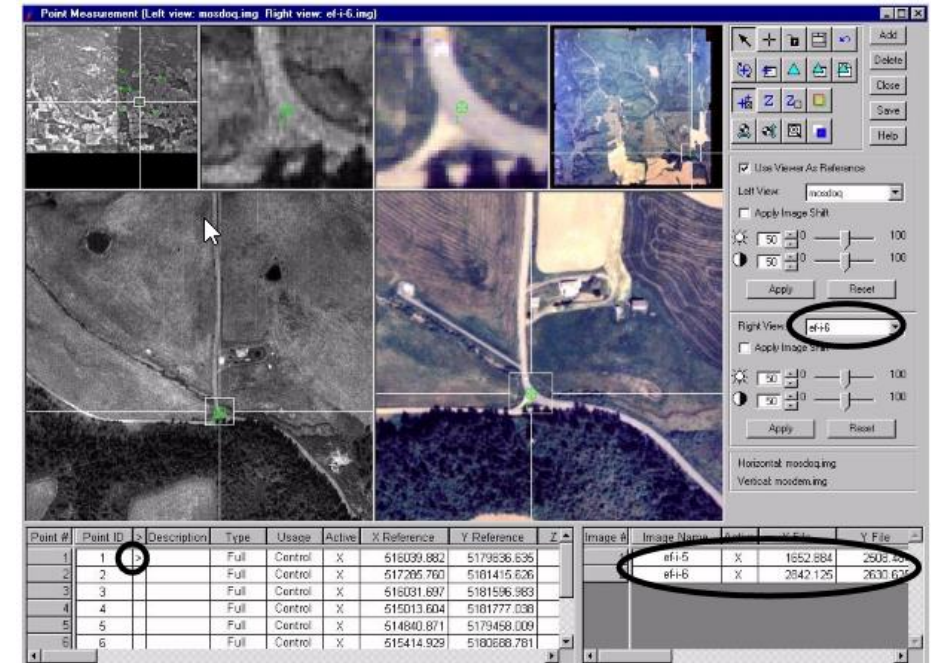 Point Measurement (Left view: mosdoq.img Right view: ef-i-6.img)
Add
Delete
Close
Save
Help
Use Viewer As Reference
Left View: mosdoq
Apply Image Shift
50 0 100
50 0 100
Apply Reset
Right View: ef-i-6
Apply Image Shift
50 0 100
50 0 100
Apply Reset
Horizontal: mosdoq.img
Vertical: mosdem.img
Point # Point ID > Description Type Usage Active X Reference Y Reference Z
1 1 > Full Control X 516039.882 5179836.635
2 2 Full Control X 517285.760 5181415.626
3 3 Full Control X 516031.697 5181596.983
4 4 Full Control X 515013.604 5181777.038
5 5 Full Control X 514840.871 5179458.009
6 6 Full Control X 515414.929 5180688.781
Image # Image Name Active X File Y File
ef-i-5 X 1652.884
ef-i-6 X 2842.125